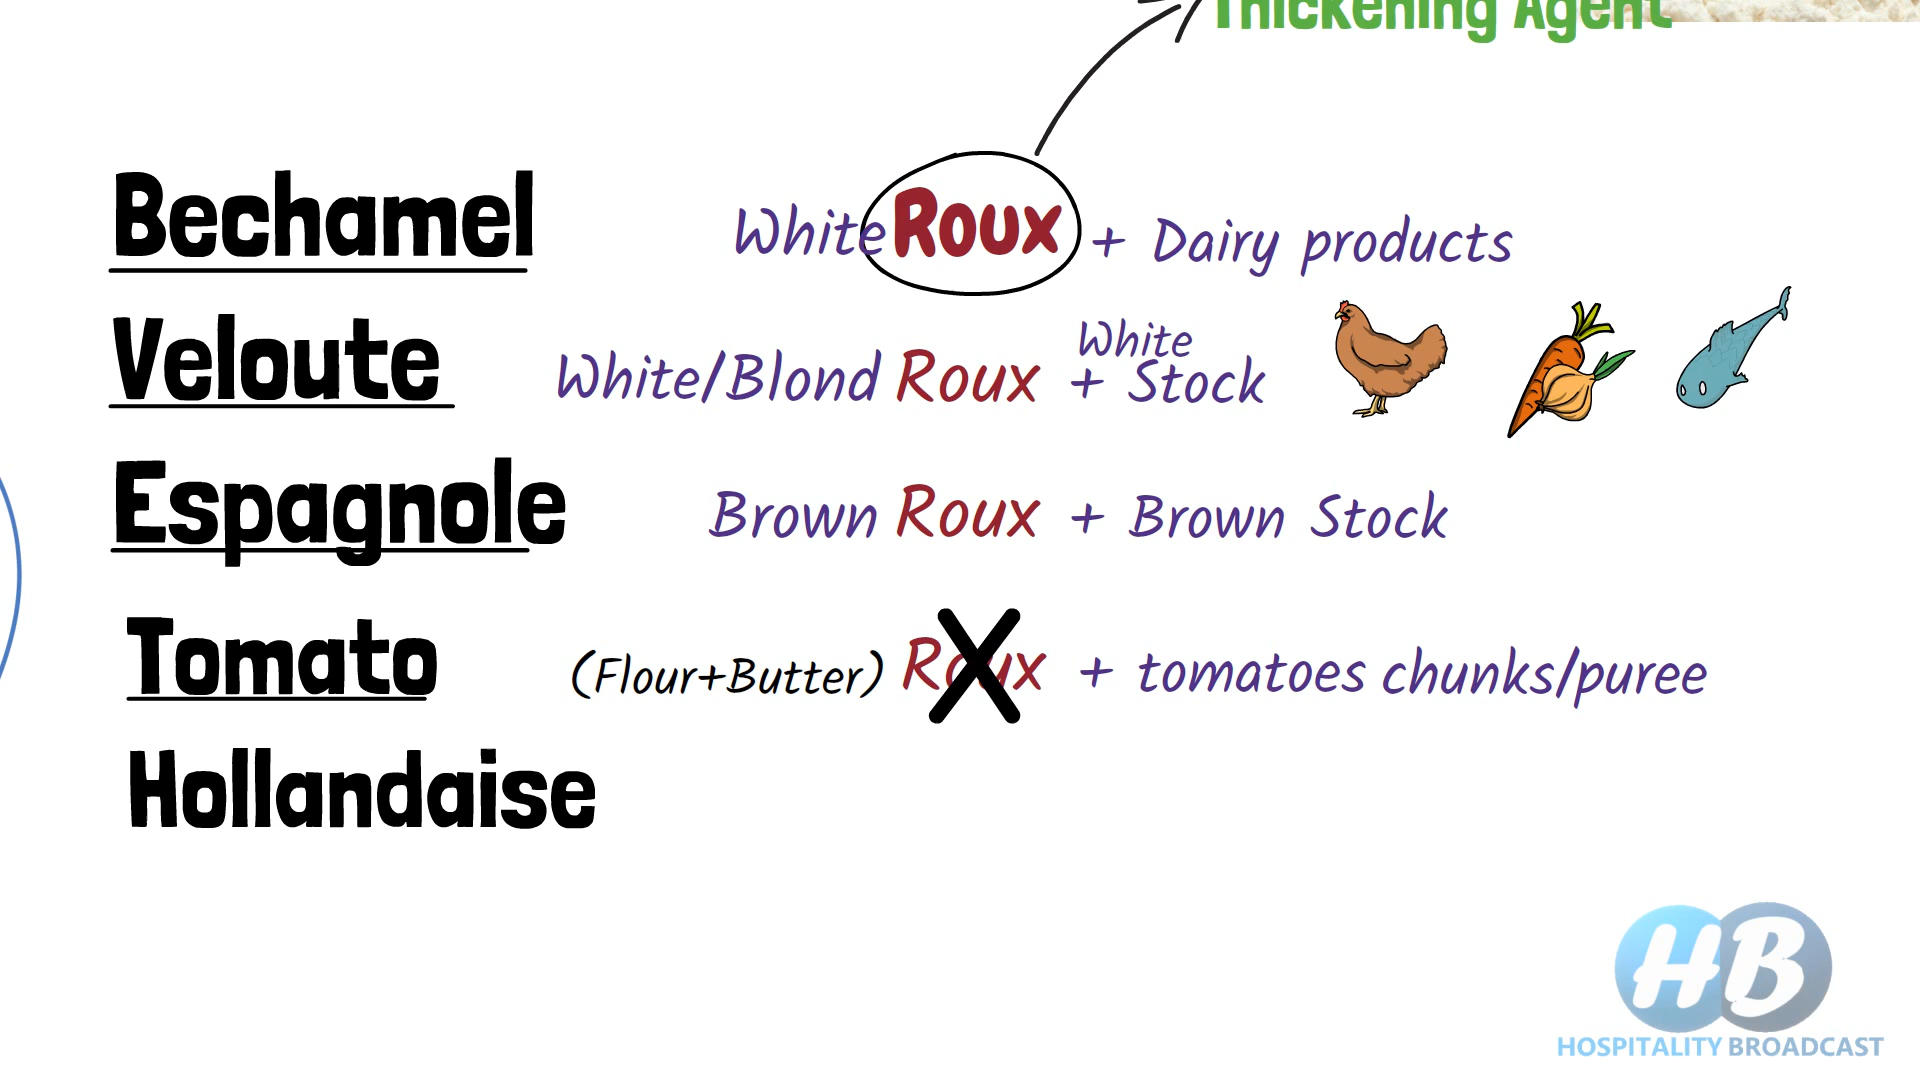 Thickening Agent
Bechamel White Roux + Dairy products
Veloute White/Blond Roux + White Stock
Espagnole Brown Roux + Brown Stock
Tomato (Flour+Butter) Roux + tomatoes chunks/puree
Hollandaise
HB
HOSPITALITY BROADCAST